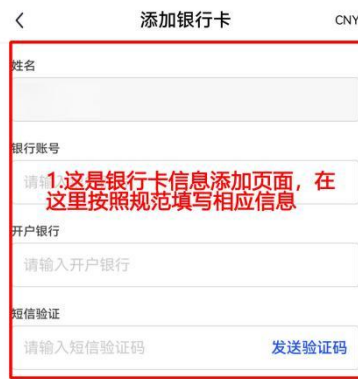 添加银行卡 CNY
姓名
银行账号
请输
1.这是银行卡信息添加页面，在
这里按照规范填写相应信息
开户银行
请输入开户银行
短信验证
请输入短信验证码 发送验证码